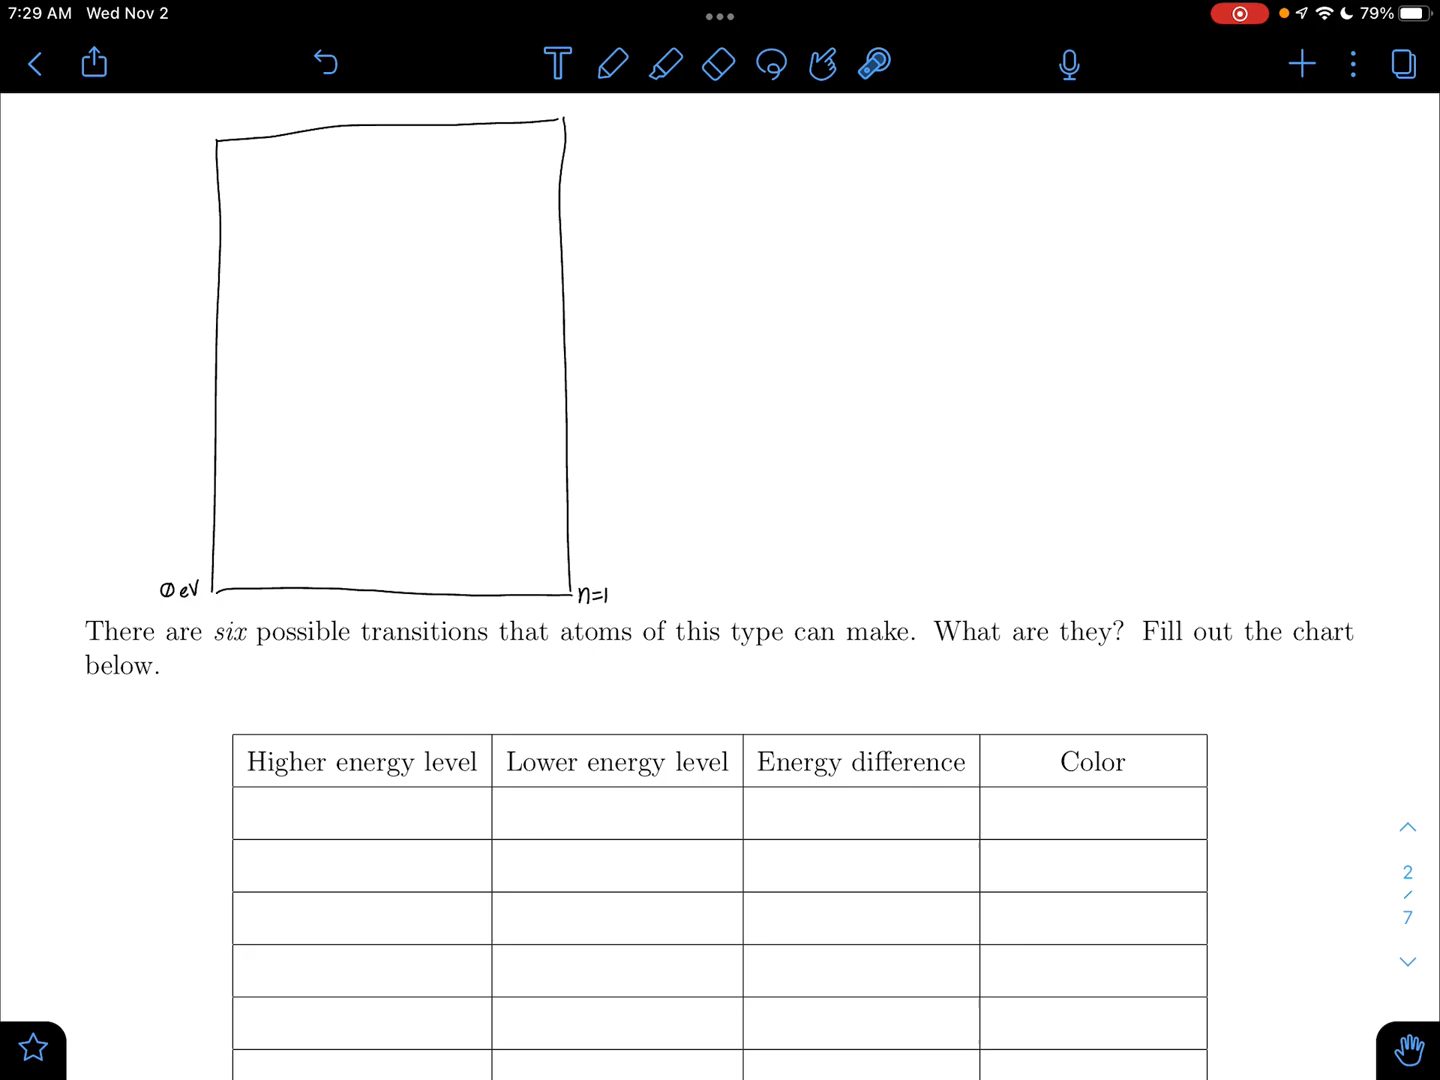 7:29 AM Wed Nov 2
79%
0 eV
n=1
There are six possible transitions that atoms of this type can make. What are they? Fill out the chart
below.
Higher energy level Lower energy level Energy difference Color
2
/
7